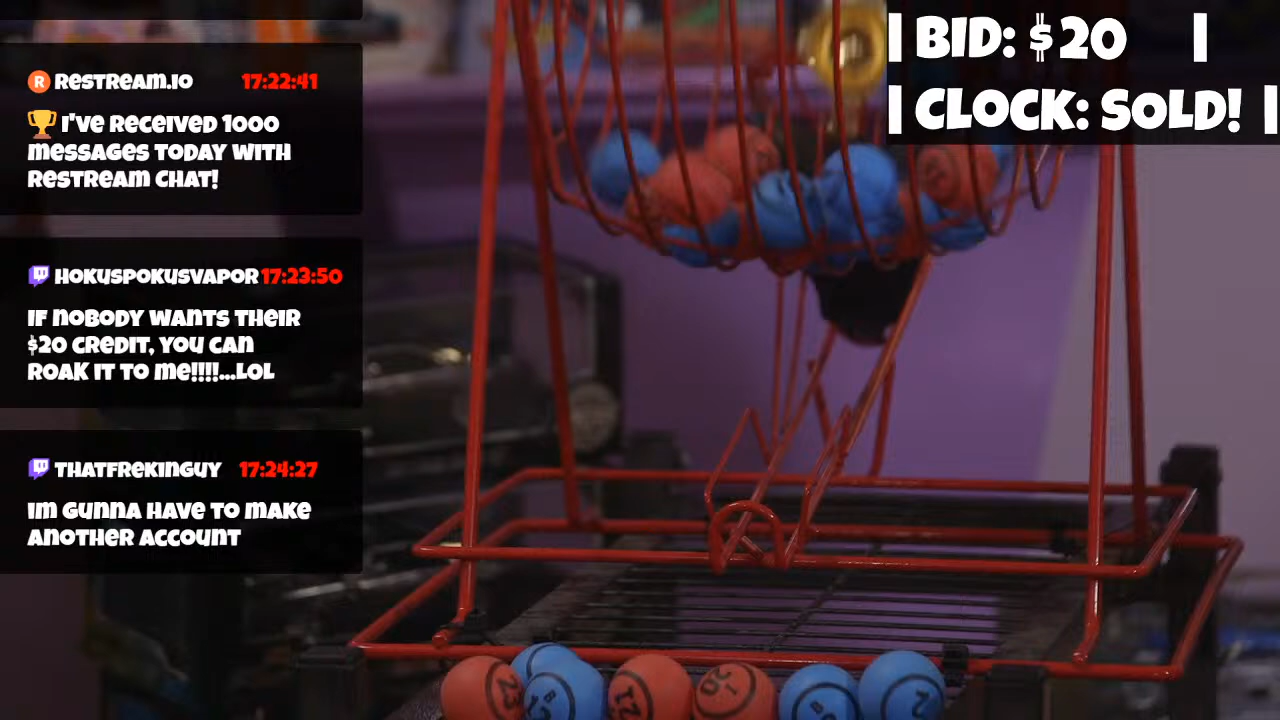 RESTREAM.IO 17:22:41
🏆I'VE RECEIVED 1000
MESSAGES TODAY WITH
RESTREAM CHAT!
HOKUSPOKUSVAPOR 17:23:50
IF NOBODY WANTS THEIR
$20 CREDIT, YOU CAN
ROAK IT TO ME!!!!...LOL
THATFREKINGUY 17:24:27
IM GUNNA HAVE TO MAKE
ANOTHER ACCOUNT
| BID: $20 |
| CLOCK: SOLD! |
23